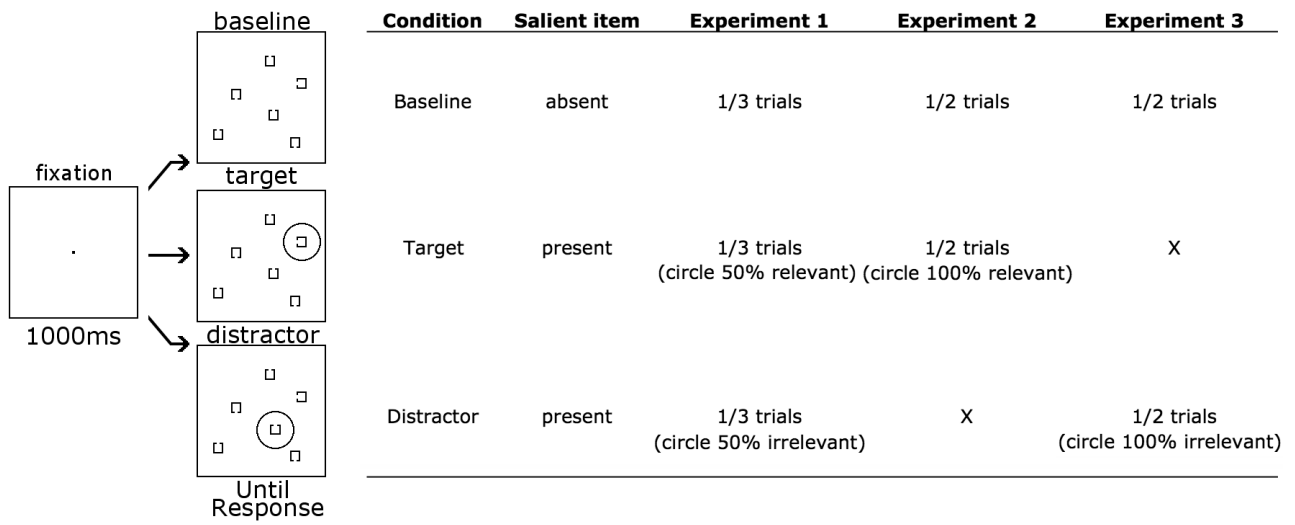 baseline
fixation
target
1000ms
distractor
Until
Response
Condition Salient item Experiment 1 Experiment 2 Experiment 3
Baseline absent 1/3 trials 1/2 trials 1/2 trials
Target present 1/3 trials 1/2 trials X
(circle 50% relevant) (circle 100% relevant)
Distractor present 1/3 trials X 1/2 trials
(circle 50% irrelevant) (circle 100% irrelevant)